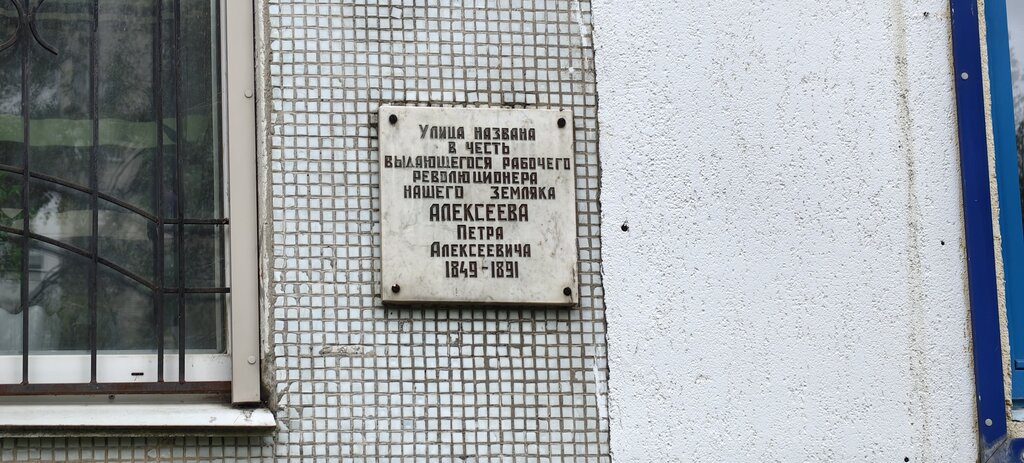 Улица названа
в честь
выдающегося рабочего
революционера
нашего земляка
АЛЕКСЕЕВА
Петра
Алексеевича
1849-1891